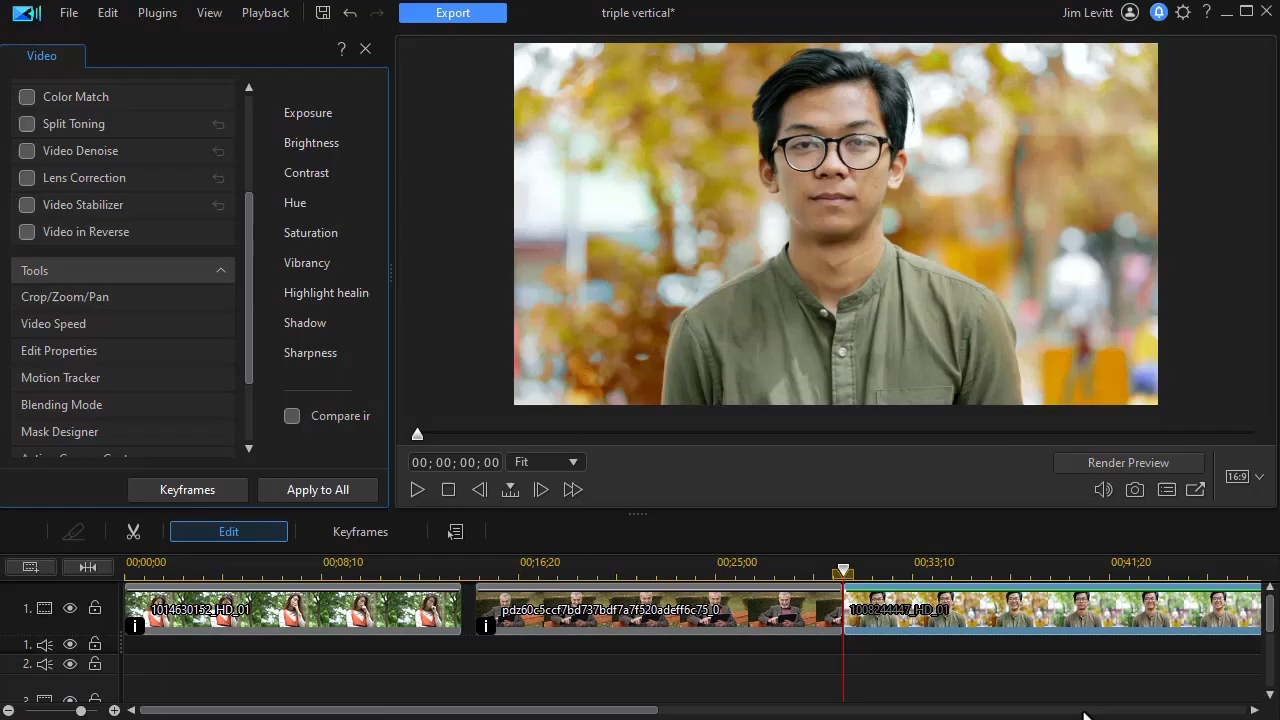 File Edit Plugins View Playback Export triple vertical* Jim Levitt ?
Video ?
Color Match
Split Toning
Video Denoise
Lens Correction
Video Stabilizer
Video in Reverse
Tools
Crop/Zoom/Pan
Video Speed
Edit Properties
Motion Tracker
Blending Mode
Mask Designer
Exposure
Brightness
Contrast
Hue
Saturation
Vibrancy
Highlight healin
Shadow
Sharpness
Compare ir
Keyframes Apply to All
00; 00; 00; 00 Fit Render Preview
16:9
Edit Keyframes
00;00;00 00;08;10 00;16;20 00;25;00 00;33;10 00;41;20
1. 1014630152_HD_01 pdz60c5ccf7bd737bdf7a7f520adeff6c75_0 1008244447_HD_01
i i
1.
2.